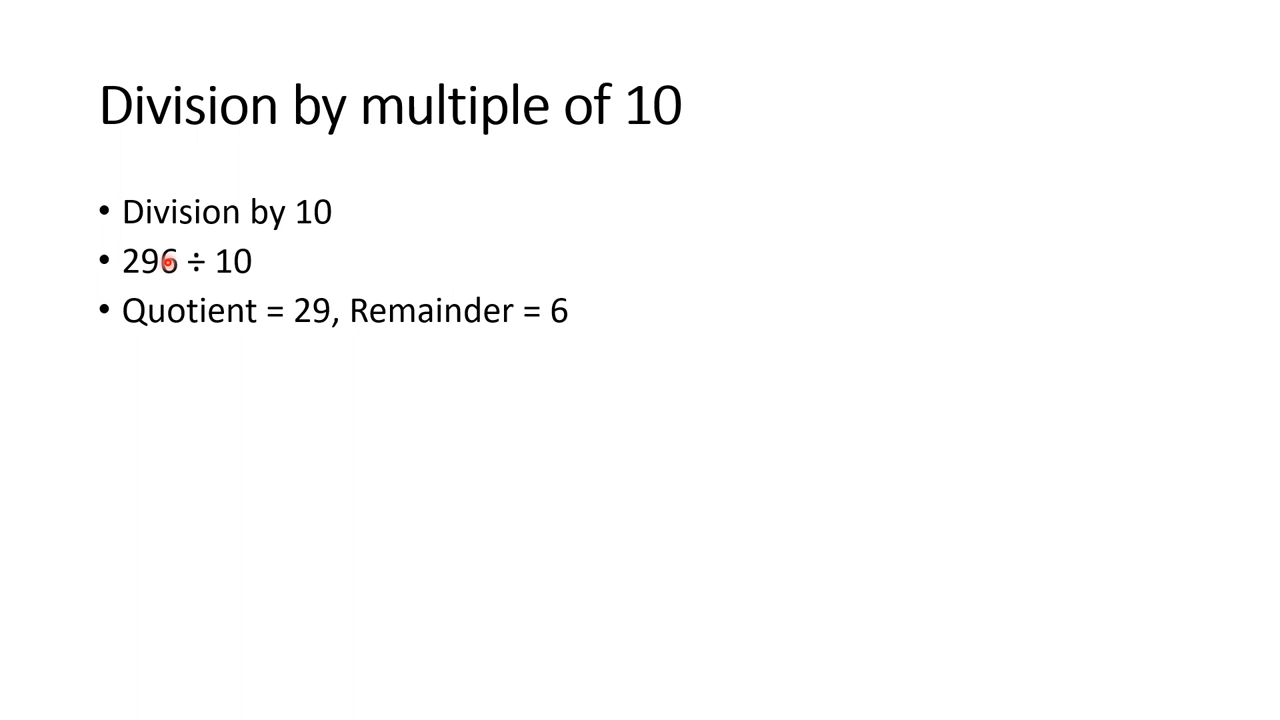 Division by multiple of 10
• Division by 10
• 296 ÷ 10
• Quotient = 29, Remainder = 6